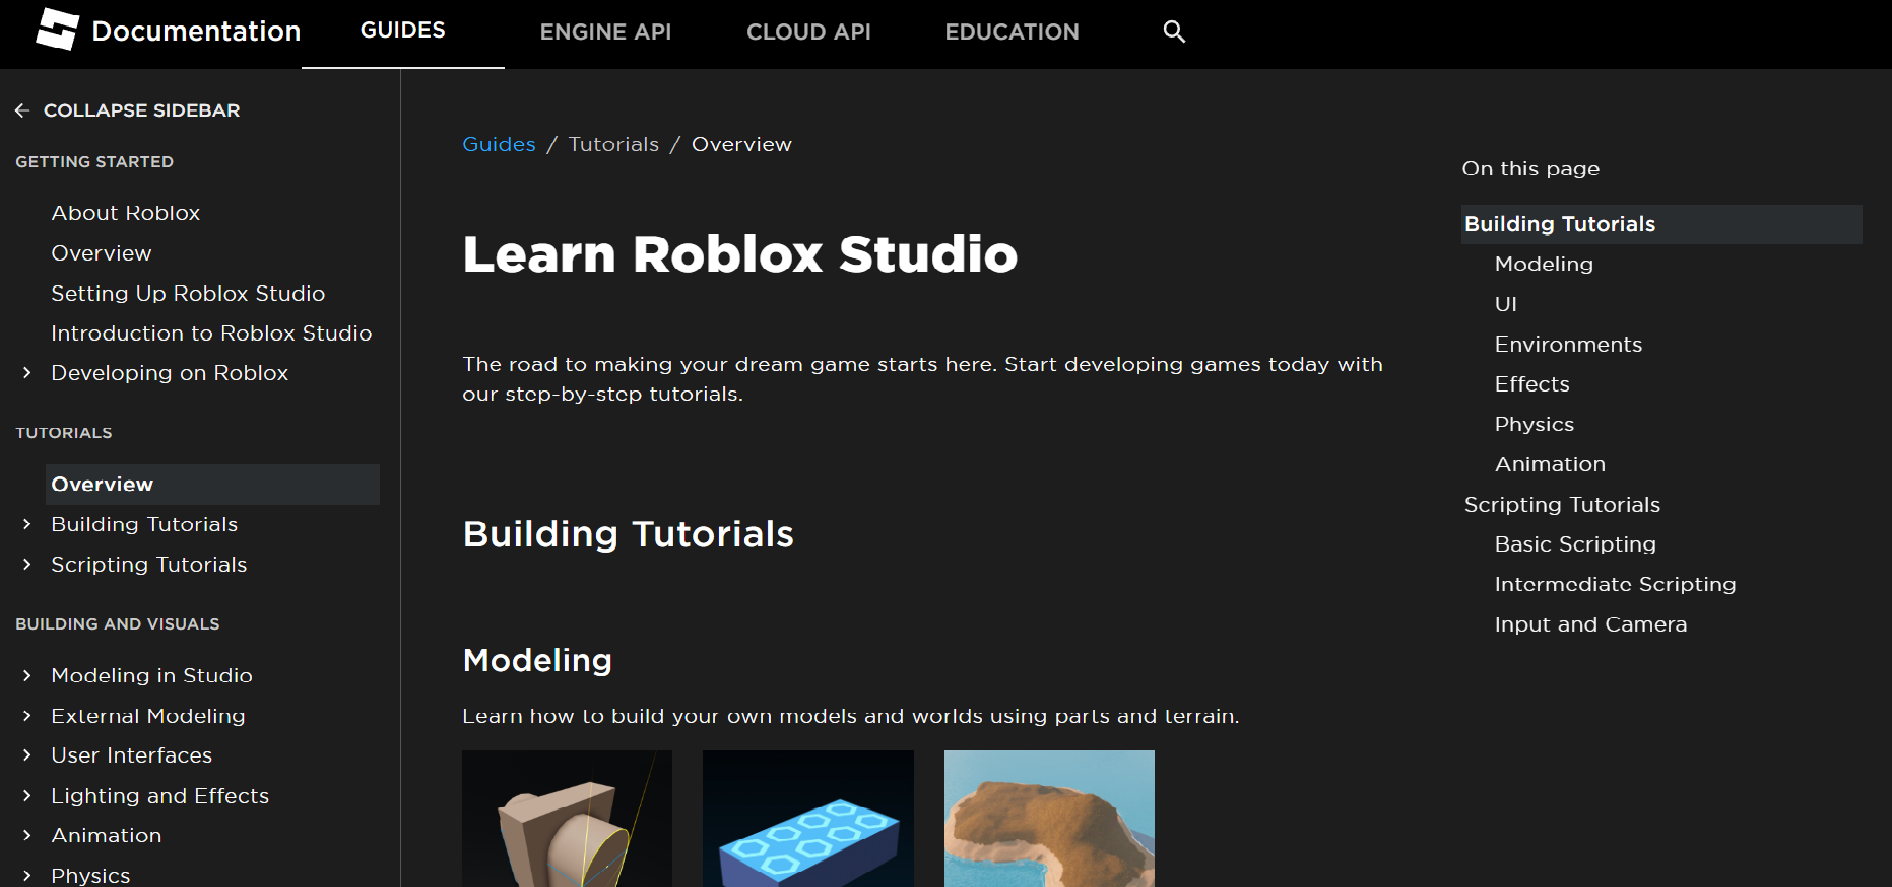 Documentation
GUIDES
ENGINE API
CLOUD API
EDUCATION
COLLAPSE SIDEBAR
GETTING STARTED
About Roblox
Overview
Setting Up Roblox Studio
Introduction to Roblox Studio
Developing on Roblox
TUTORIALS
Overview
Building Tutorials
Scripting Tutorials
BUILDING AND VISUALS
Modeling in Studio
External Modeling
User Interfaces
Lighting and Effects
Animation
Physics
Guides / Tutorials / Overview
Learn Roblox Studio
The road to making your dream game starts here. Start developing games today with
our step-by-step tutorials.
Building Tutorials
Modeling
Learn how to build your own models and worlds using parts and terrain.
On this page
Building Tutorials
Modeling
UI
Environments
Effects
Physics
Animation
Scripting Tutorials
Basic Scripting
Intermediate Scripting
Input and Camera